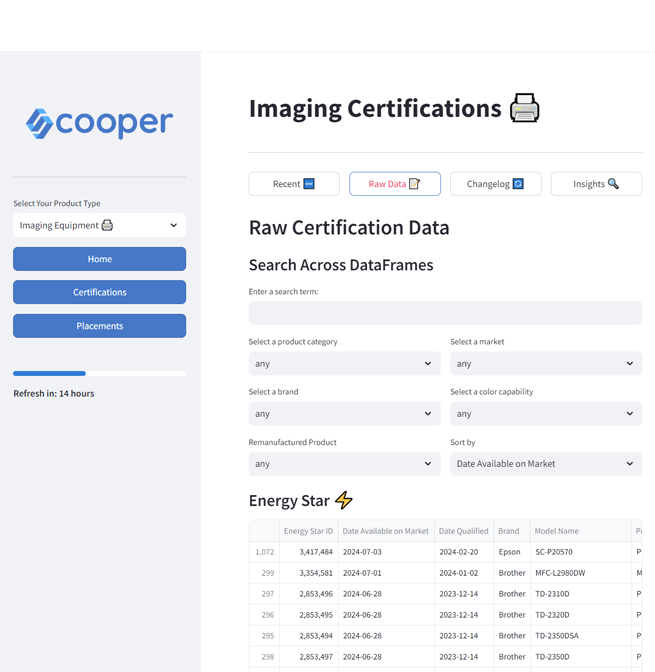 cooper
Select Your Product Type
Imaging Equipment 🖨️
Home
Certifications
Placements
Refresh in: 14 hours
Imaging Certifications 🖨️
Recent 🆕
Raw Data 📝
Changelog 🔄
Insights 🔍
Raw Certification Data
Search Across DataFrames
Enter a search term:
Select a product category
Select a market
any
any
Select a brand
Select a color capability
any
any
Remanufactured Product
Sort by
any
Date Available on Market
Energy Star ⚡
Energy Star ID Date Available on Market Date Qualified Brand Model Name
1,072 3,417,484 2024-07-03 2024-02-20 Epson SC-P20570
299 3,354,581 2024-07-01 2024-01-02 Brother MFC-L2980DW
297 2,853,496 2024-06-28 2023-12-14 Brother TD-2310D
296 2,853,495 2024-06-28 2023-12-14 Brother TD-2320D
295 2,853,494 2024-06-28 2023-12-14 Brother TD-2350DSA
298 2,853,497 2024-06-28 2023-12-14 Brother TD-2350D